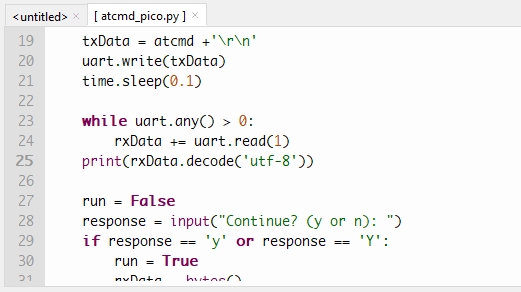 <untitled> × [ atcmd_pico.py ] ×
19 txData = atcmd +'\r\n'
20 uart.write(txData)
21 time.sleep(0.1)
22
23 while uart.any() > 0:
24 rxData += uart.read(1)
25 print(rxData.decode('utf-8'))
26
27 run = False
28 response = input("Continue? (y or n): ")
29 if response == 'y' or response == 'Y':
30 run = True
31 rxData = bytes()